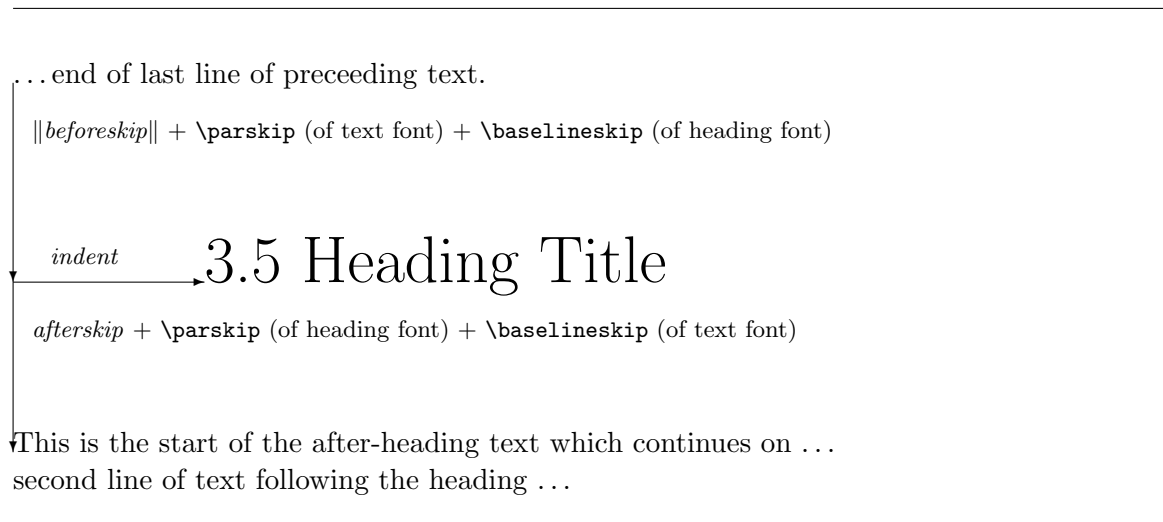 ...end of last line of preceeding text.
‖beforeskip‖ + \parskip (of text font) + \baselineskip (of heading font)
indent
3.5 Heading Title
afterskip + \parskip (of heading font) + \baselineskip (of text font)
This is the start of the after-heading text which continues on ...
second line of text following the heading ...